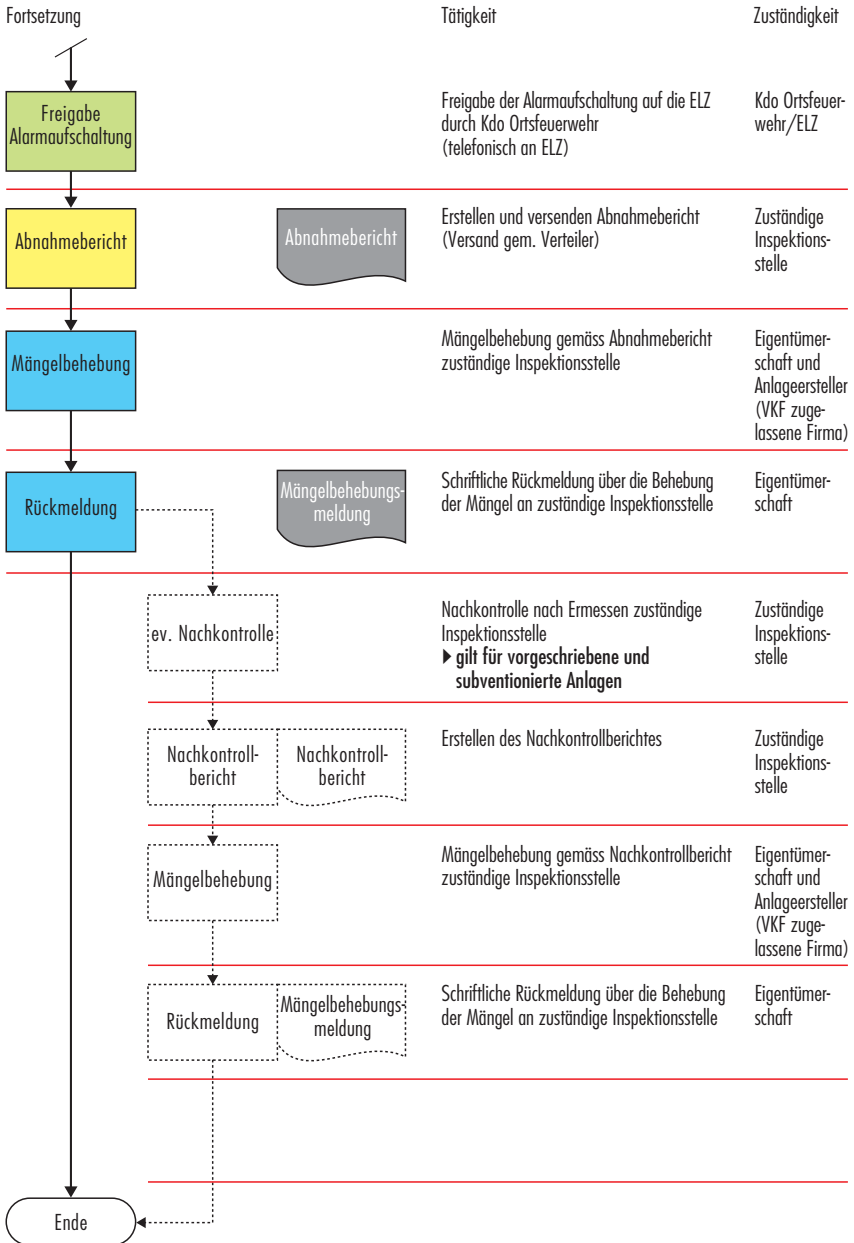 Fortsetzung
Tätigkeit
Zuständigkeit
Freigabe
Alarmaufschaltung
Freigabe der Alarmaufschaltung auf die ELZ
durch Kdo Ortsfeuerwehr
(telefonisch an ELZ)
Kdo Ortsfeuer-
wehr/ELZ
Abnahmebericht
Abnahmebericht
Erstellen und versenden Abnahmebericht
(Versand gem. Verteiler)
Zuständige
Inspektions-
stelle
Mängelbehebung
Mängelbehebung gemäss Abnahmebericht
zuständige Inspektionsstelle
Eigentümer-
schaft und
Anlageersteller
(VKF zuge-
lassene Firma)
Rückmeldung
Mängelbehebungs-
meldung
Schriftliche Rückmeldung über die Behebung
der Mängel an zuständige Inspektionsstelle
Eigentümer-
schaft
ev. Nachkontrolle
Nachkontrolle nach Ermessen zuständige
Inspektionsstelle
▶ gilt für vorgeschriebene und
subventionierte Anlagen
Zuständige
Inspektions-
stelle
Nachkontroll-
bericht
Nachkontroll-
bericht
Erstellen des Nachkontrollberichtes
Zuständige
Inspektions-
stelle
Mängelbehebung
Mängelbehebung gemäss Nachkontrollbericht
zuständige Inspektionsstelle
Eigentümer-
schaft und
Anlageersteller
(VKF zuge-
lassene Firma)
Rückmeldung
Mängelbehebungs-
meldung
Schriftliche Rückmeldung über die Behebung
der Mängel an zuständige Inspektionsstelle
Eigentümer-
schaft
Ende